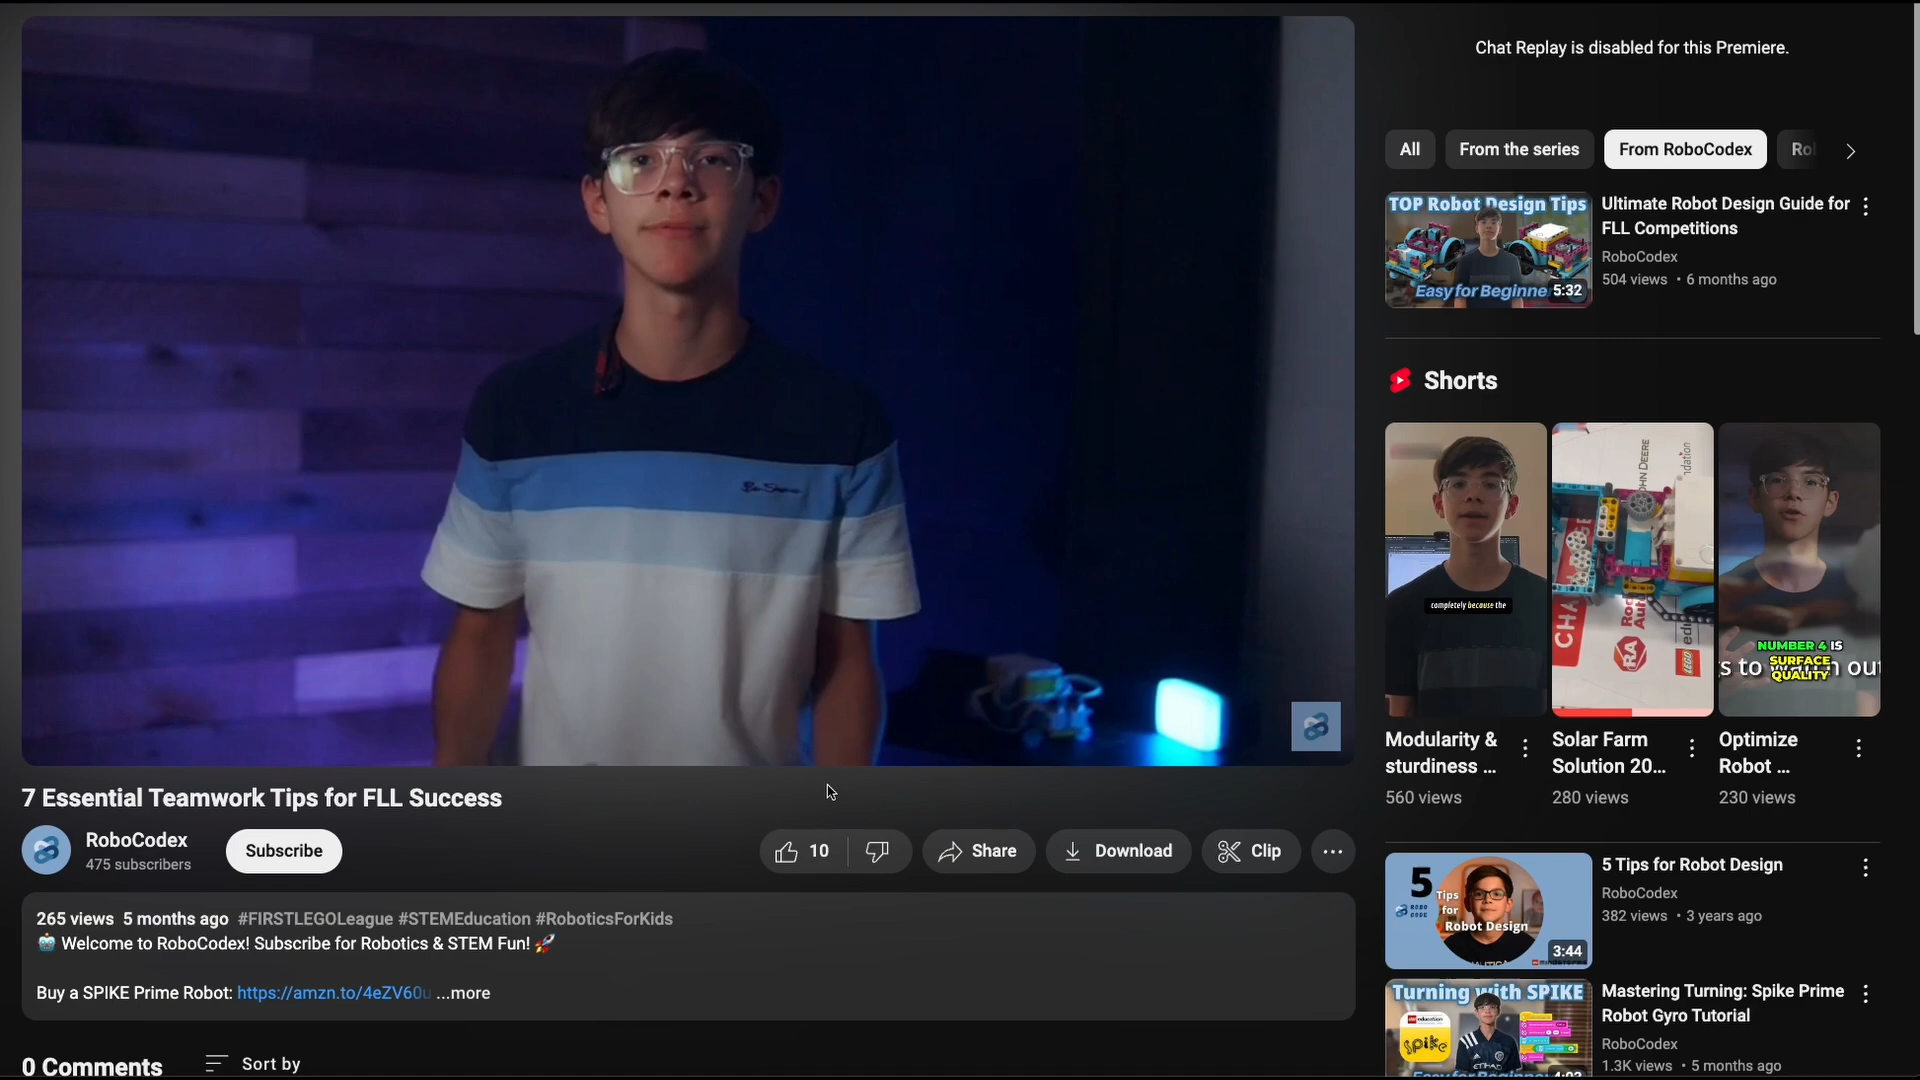 Chat Replay is disabled for this Premiere.
All
From the series
From RoboCodex
TOP Robot Design Tips
Easy for Beginne
5:32
Ultimate Robot Design Guide for
FLL Competitions
RoboCodex
504 views • 6 months ago
Shorts
completely because the
JOHN DEERE
NUMBER 4 IS
SURFACE
QUALITY
Modularity &
sturdiness ...
560 views
Solar Farm
Solution 20...
280 views
Optimize
Robot ...
230 views
7 Essential Teamwork Tips for FLL Success
RoboCodex
475 subscribers
Subscribe
10
Share
Download
Clip
265 views 5 months ago #FIRSTLEGOLeague #STEMEducation #RoboticsForKids
🤖 Welcome to RoboCodex! Subscribe for Robotics & STEM Fun! 🚀
Buy a SPIKE Prime Robot: https://amzn.to/4eZV60u ...more
0 Comments
Sort by
5
Tips
for
Robot Design
3:44
5 Tips for Robot Design
RoboCodex
382 views • 3 years ago
Turning with SPIKE
spike
Mastering Turning: Spike Prime
Robot Gyro Tutorial
RoboCodex
1.3K views • 5 months ago